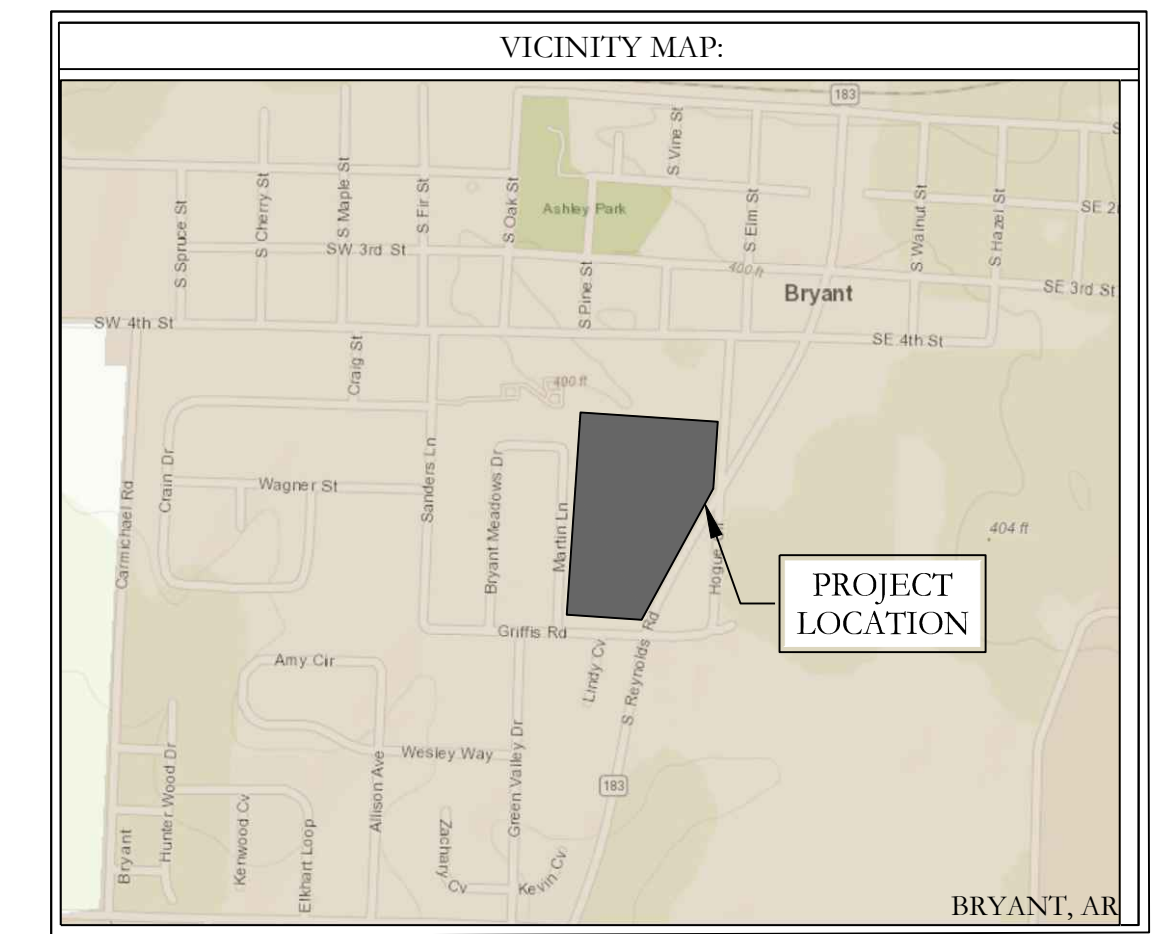 VICINITY MAP:
183
S Vine St
S Cherry St
S Maple St
S Fir St
S Oak St
Ashley Park
S Spruce St
S Elm St
S Walnut St
S Hazel St
SE 2
SW 3rd St
S Pine St
400 ft
Bryant
SE 3rd St
SW 4th St
SE 4th St
Craig St
400 ft
Crain Dr
Wagner St
Sanders Ln
Bryant Meadows Dr
Martin Ln
Carmichael Rd
Hogue
404 ft
PROJECT
LOCATION
Griffis Rd
Lindy Cv
S Reynolds Rd
Amy Cir
Wesley Way
Green Valley Dr
Allison Ave
183
Hunter Wood Dr
Bryant
Kenwood Cv
Elkhart Loop
Zachary
Cv
Kevin Cv
BRYANT, AR